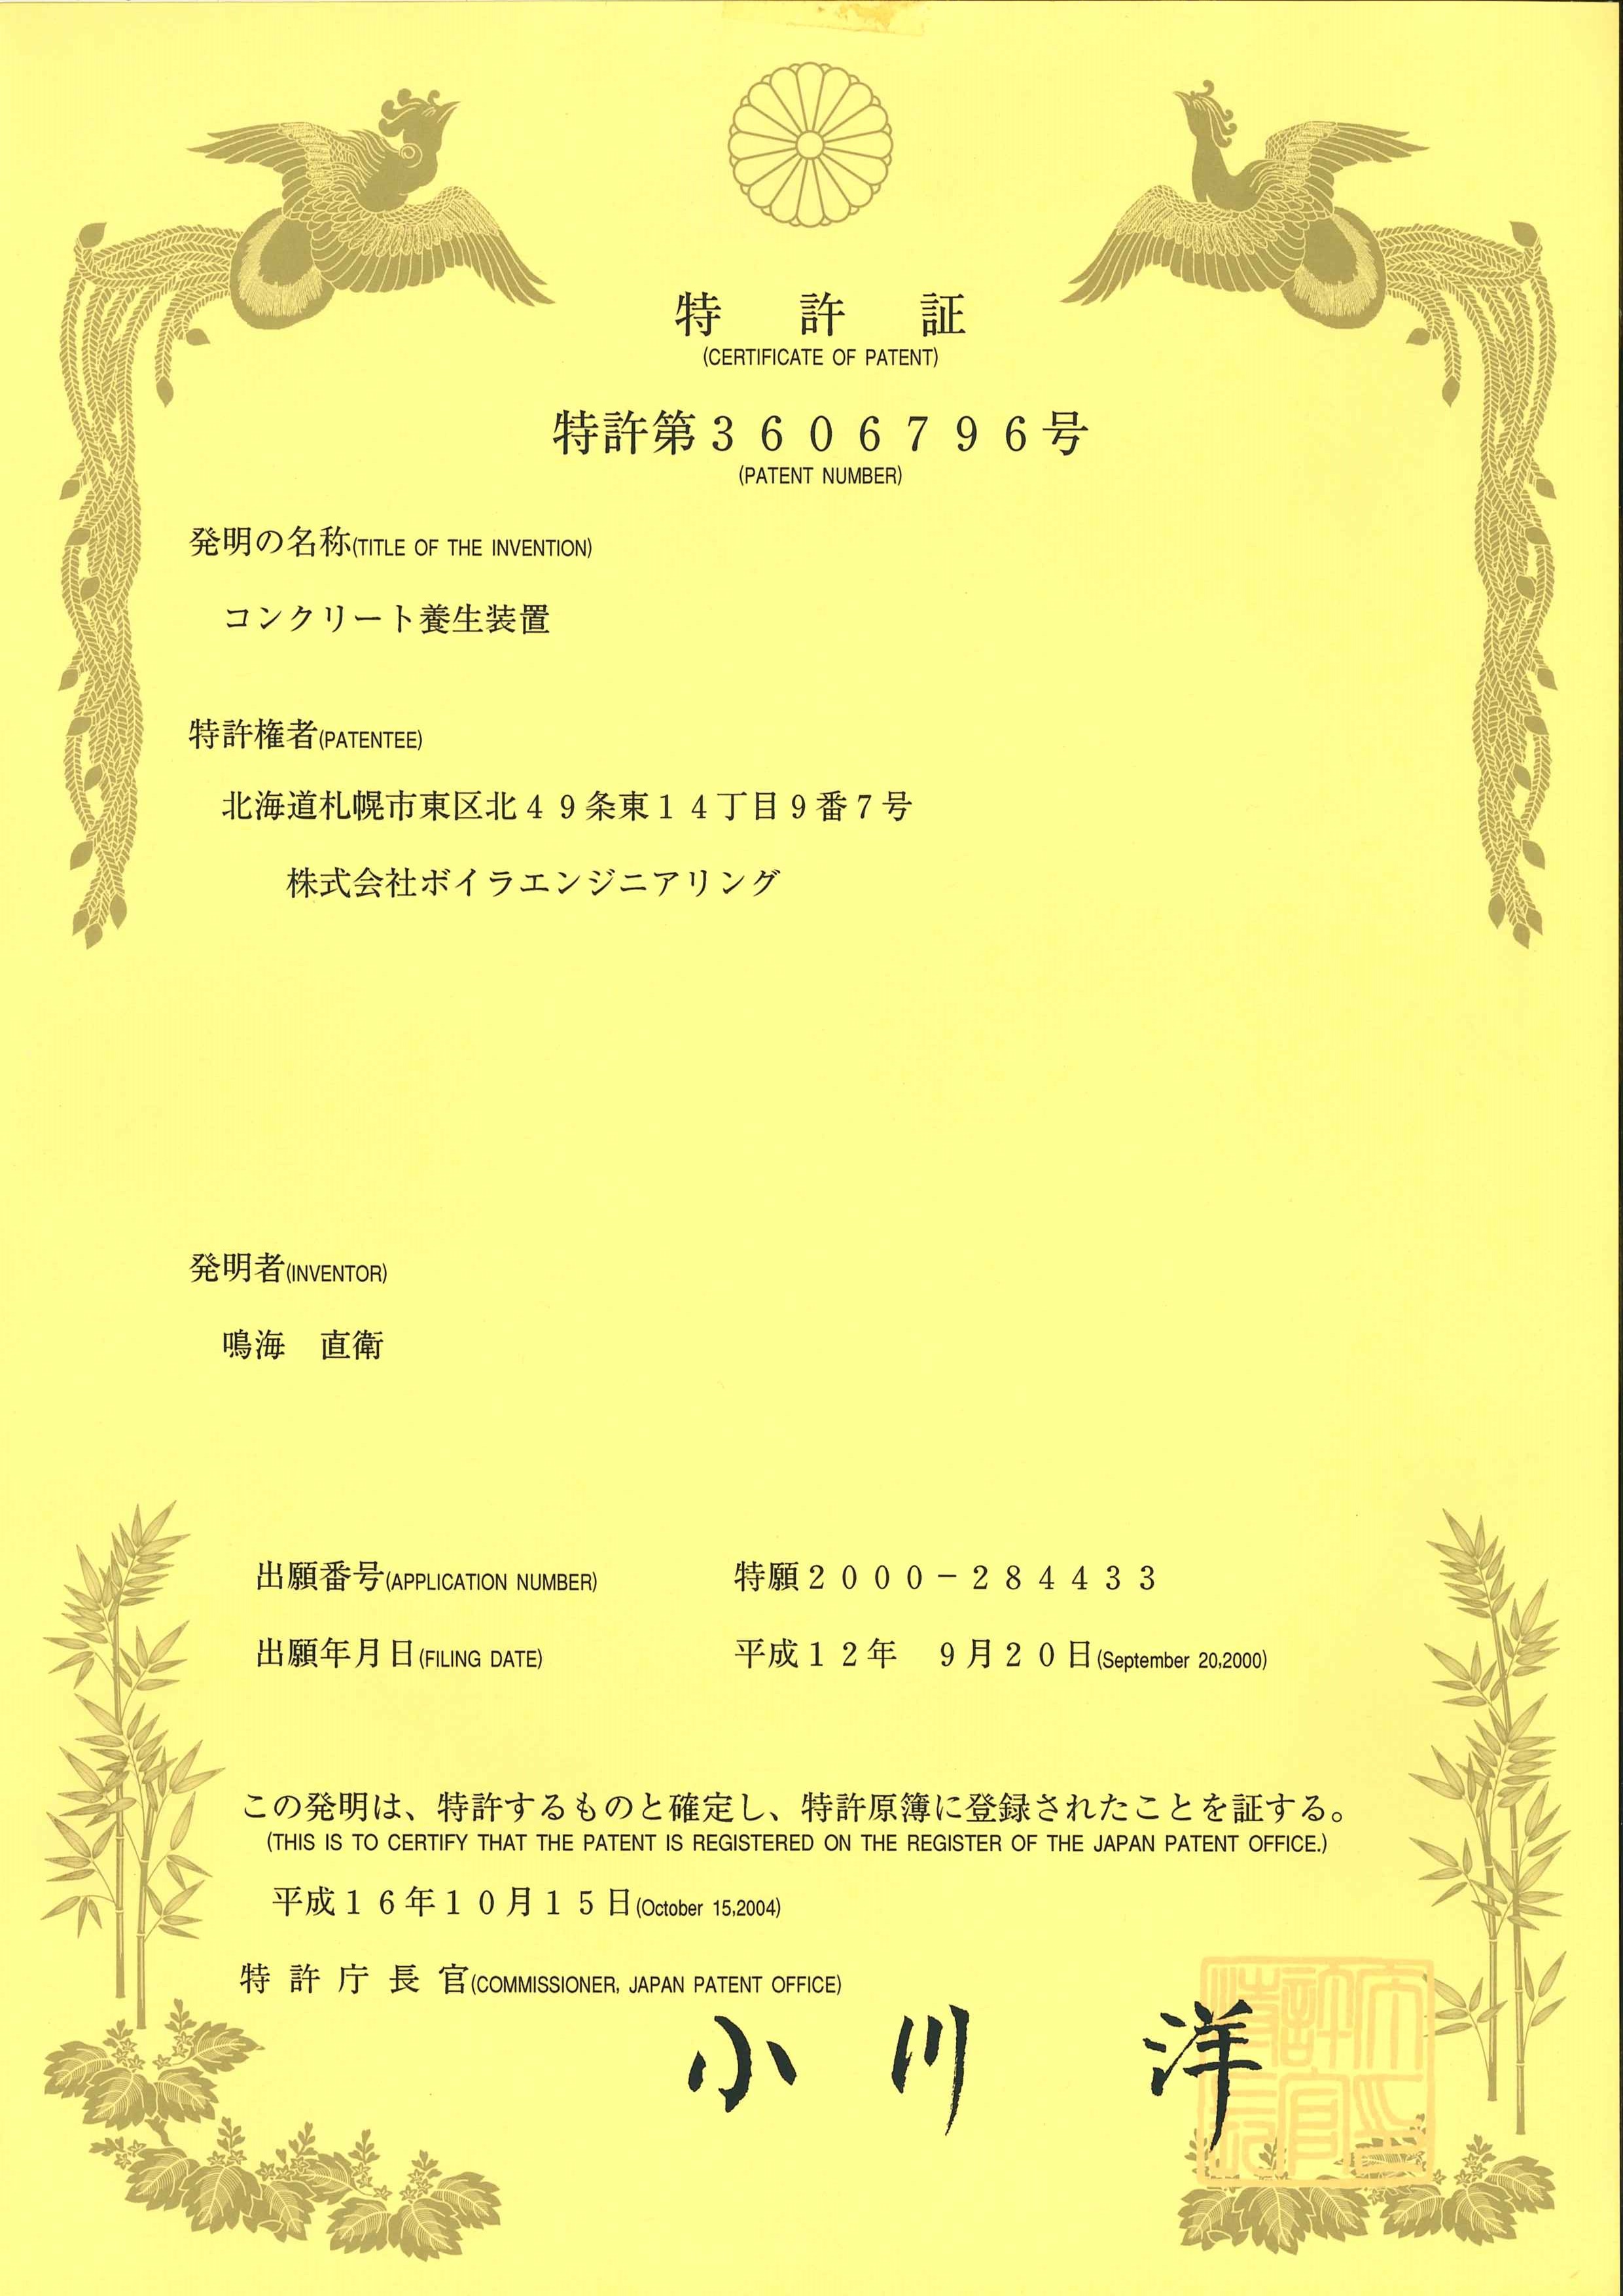 特許証
(CERTIFICATE OF PATENT)
特許第３６０６７９６号
(PATENT NUMBER)
発明の名称(TITLE OF THE INVENTION)
コンクリート養生装置
特許権者(PATENTEE)
北海道札幌市東区北４９条東１４丁目９番７号
株式会社ボイラエンジニアリング
発明者(INVENTOR)
鳴海　直衛
出願番号(APPLICATION NUMBER) 特願２０００－２８４４３３
出願年月日(FILING DATE) 平成１２年　９月２０日(September 20,2000)
この発明は、特許するものと確定し、特許原簿に登録されたことを証する。
(THIS IS TO CERTIFY THAT THE PATENT IS REGISTERED ON THE REGISTER OF THE JAPAN PATENT OFFICE.)
平成１６年１０月１５日(October 15,2004)
特許庁長官(COMMISSIONER, JAPAN PATENT OFFICE)
小川　洋